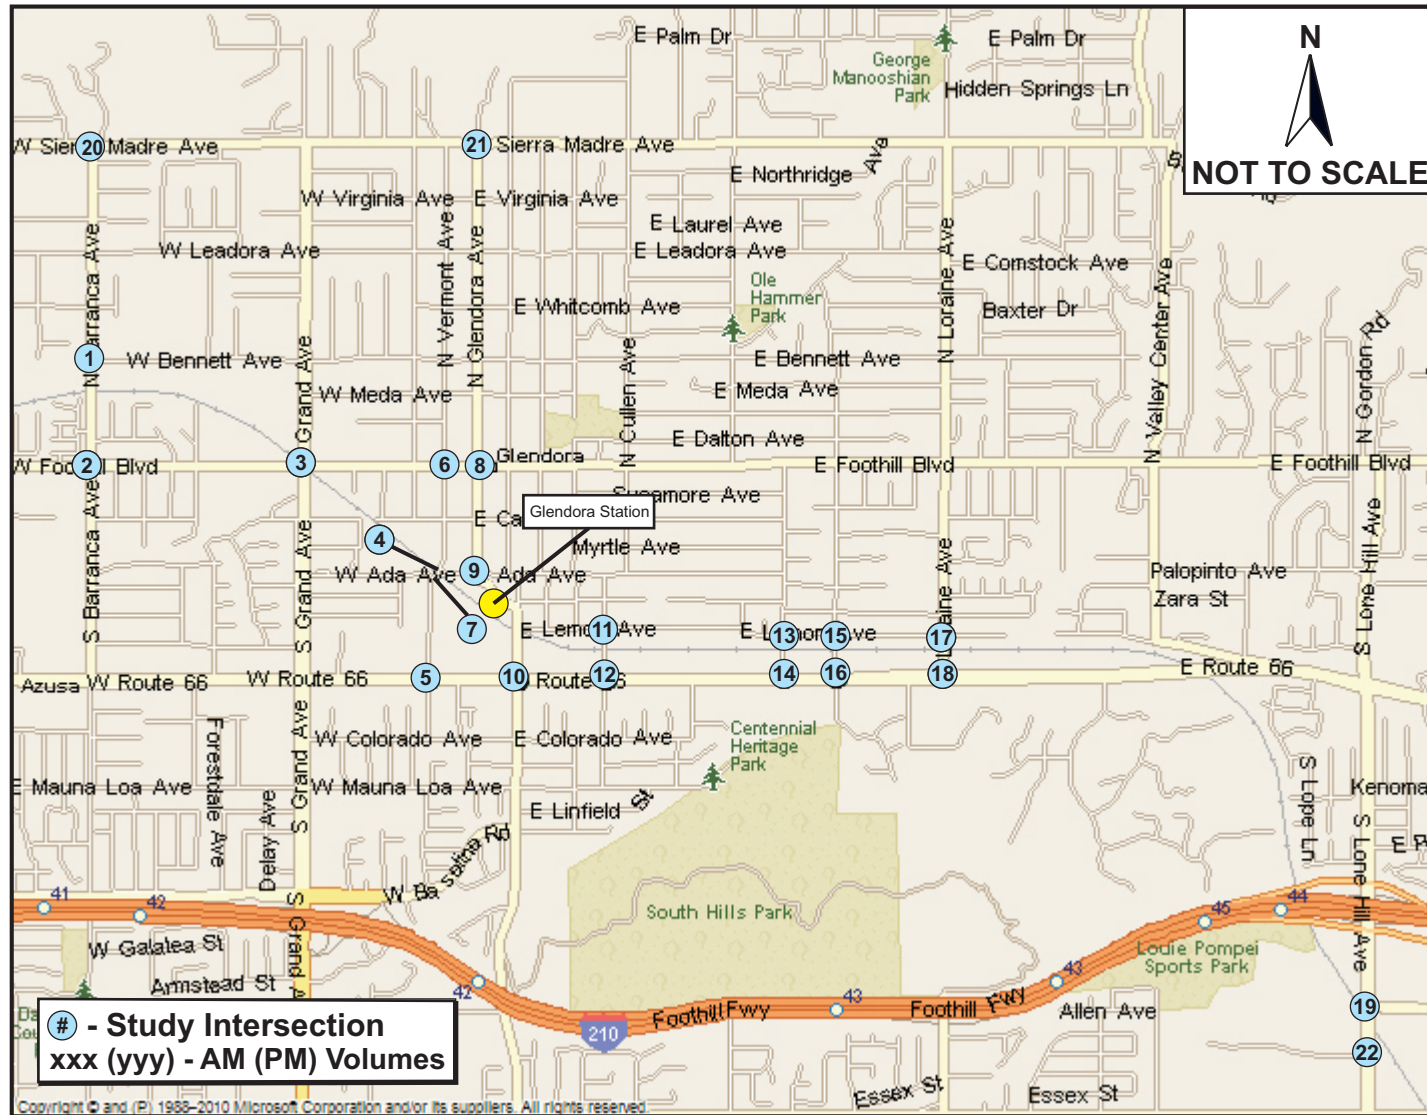 E Palm Dr
E Palm Dr
N
George
Manooshian
Park
Hidden Springs Ln
NOT TO SCALE
W Sier
20
Madre Ave
21
Sierra Madre Ave
E Northridge Ave
W Virginia Ave
E Virginia Ave
E Laurel Ave
W Leadora Ave
E Leadora Ave
N Vermont Ave
N Glendora Ave
N Loraine Ave
E Comstock Ave
N Valley Center Ave
Ole
Hammer
Park
E Whitcomb Ave
Baxter Dr
N Barranca Ave
1
W Bennett Ave
N Grand Ave
N Cullen Ave
E Bennett Ave
N Gordon Rd
W Meda Ave
E Meda Ave
E Dalton Ave
W Foothill Blvd
2
3
6
8
Glendora
E Foothill Blvd
E Foothill Blvd
S Barranca Ave
Sycamore Ave
E Ca
Glendora Station
4
Myrtle Ave
S Grand Ave
W Ada Ave
9
Ada Ave
Palopinto Ave
Zara St
S Lone Hill Ave
Loraine Ave
7
E Lemon Ave
11
E Lemon Ave
13
15
17
Azusa
W Route 66
W Route 66
5
10
E Route 66
12
14
16
18
E Route 66
Forestdale Ave
S Grand Ave
W Colorado Ave
E Colorado Ave
Centennial
Heritage
Park
E Mauna Loa Ave
W Mauna Loa Ave
Delay Ave
E Linfield St
S Lope Ln
Kenoma
S Lone Hill Ave
E P
W Ba
salina Rd
41
42
South Hills Park
45
44
W Galatea St
S Grand A
Louie Pompei
Sports Park
Armstead St
42
43
43
Foothill Fwy
Foothill Fwy
Allen Ave
19
210
22
# - Study Intersection
xxx (yyy) - AM (PM) Volumes
Essex St
Essex St
Copyright © and (P) 1988–2010 Microsoft Corporation and/or its suppliers. All rights reserved.